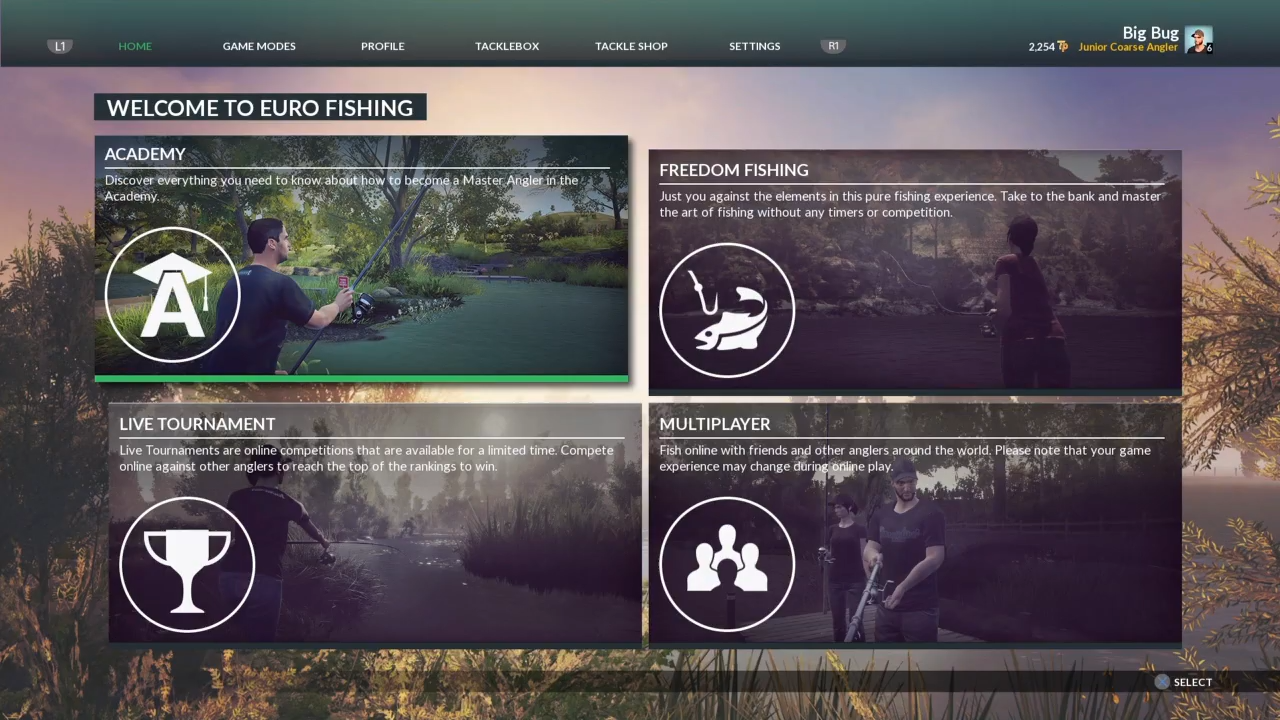 L1
HOME
GAME MODES
PROFILE
TACKLEBOX
TACKLE SHOP
SETTINGS
R1
2,254 TP
Big Bug
Junior Coarse Angler
6
WELCOME TO EURO FISHING
ACADEMY
Discover everything you need to know about how to become a Master Angler in the
Academy.
A
FREEDOM FISHING
Just you against the elements in this pure fishing experience. Take to the bank and master
the art of fishing without any timers or competition.
LIVE TOURNAMENT
Live Tournaments are online competitions that are available for a limited time. Compete
online against other anglers to reach the top of the rankings to win.
MULTIPLAYER
Fish online with friends and other anglers around the world. Please note that your game
experience may change during online play.
SELECT